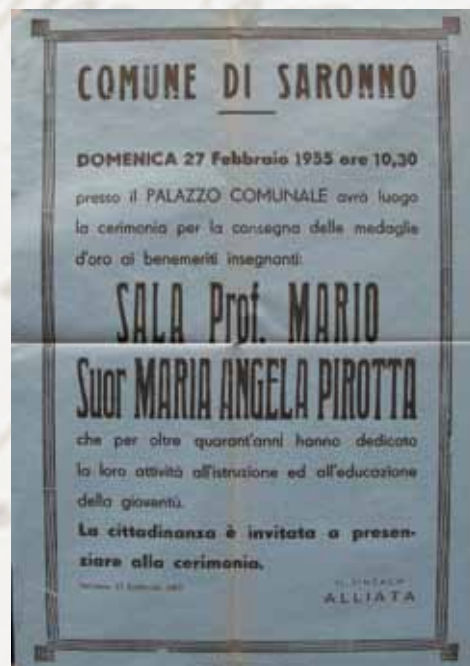 COMUNE DI SARONNO
DOMENICA 27 Febbraio 1955 ore 10,30
presso il PALAZZO COMUNALE avrà luogo
la cerimonia per la consegna delle medaglie
d'oro ai benemeriti insegnanti:
SALA Prof. MARIO
Suor MARIA ANGELA PIROTTA
che per oltre quarant'anni hanno dedicato
la loro attività all'istruzione ed all'educazione
della gioventù.
La cittadinanza è invitata a presen-
ziare alla cerimonia.
IL SINDACO
ALLIATA